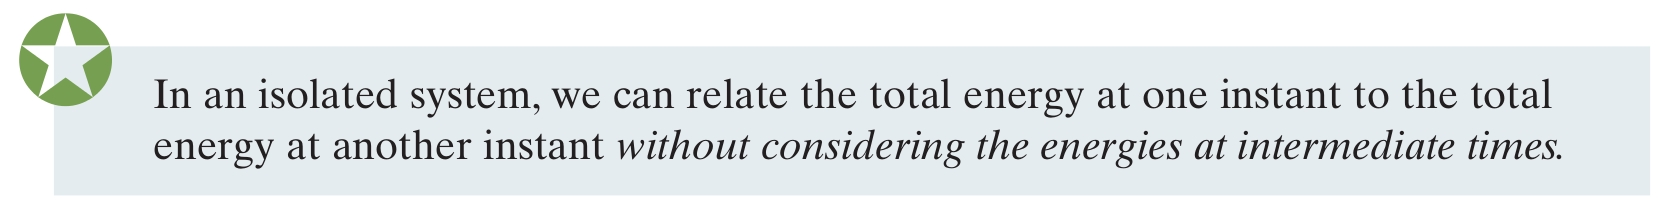 In an isolated system, we can relate the total energy at one instant to the total
energy at another instant without considering the energies at intermediate times.